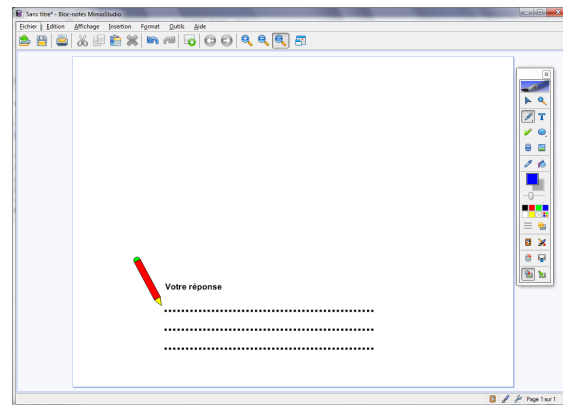 Sans titre* - Bloc-notes MimioStudio
Fichier Edition Affichage Insertion Format Outils Aide
T
Votre réponse
Page 1 sur 1